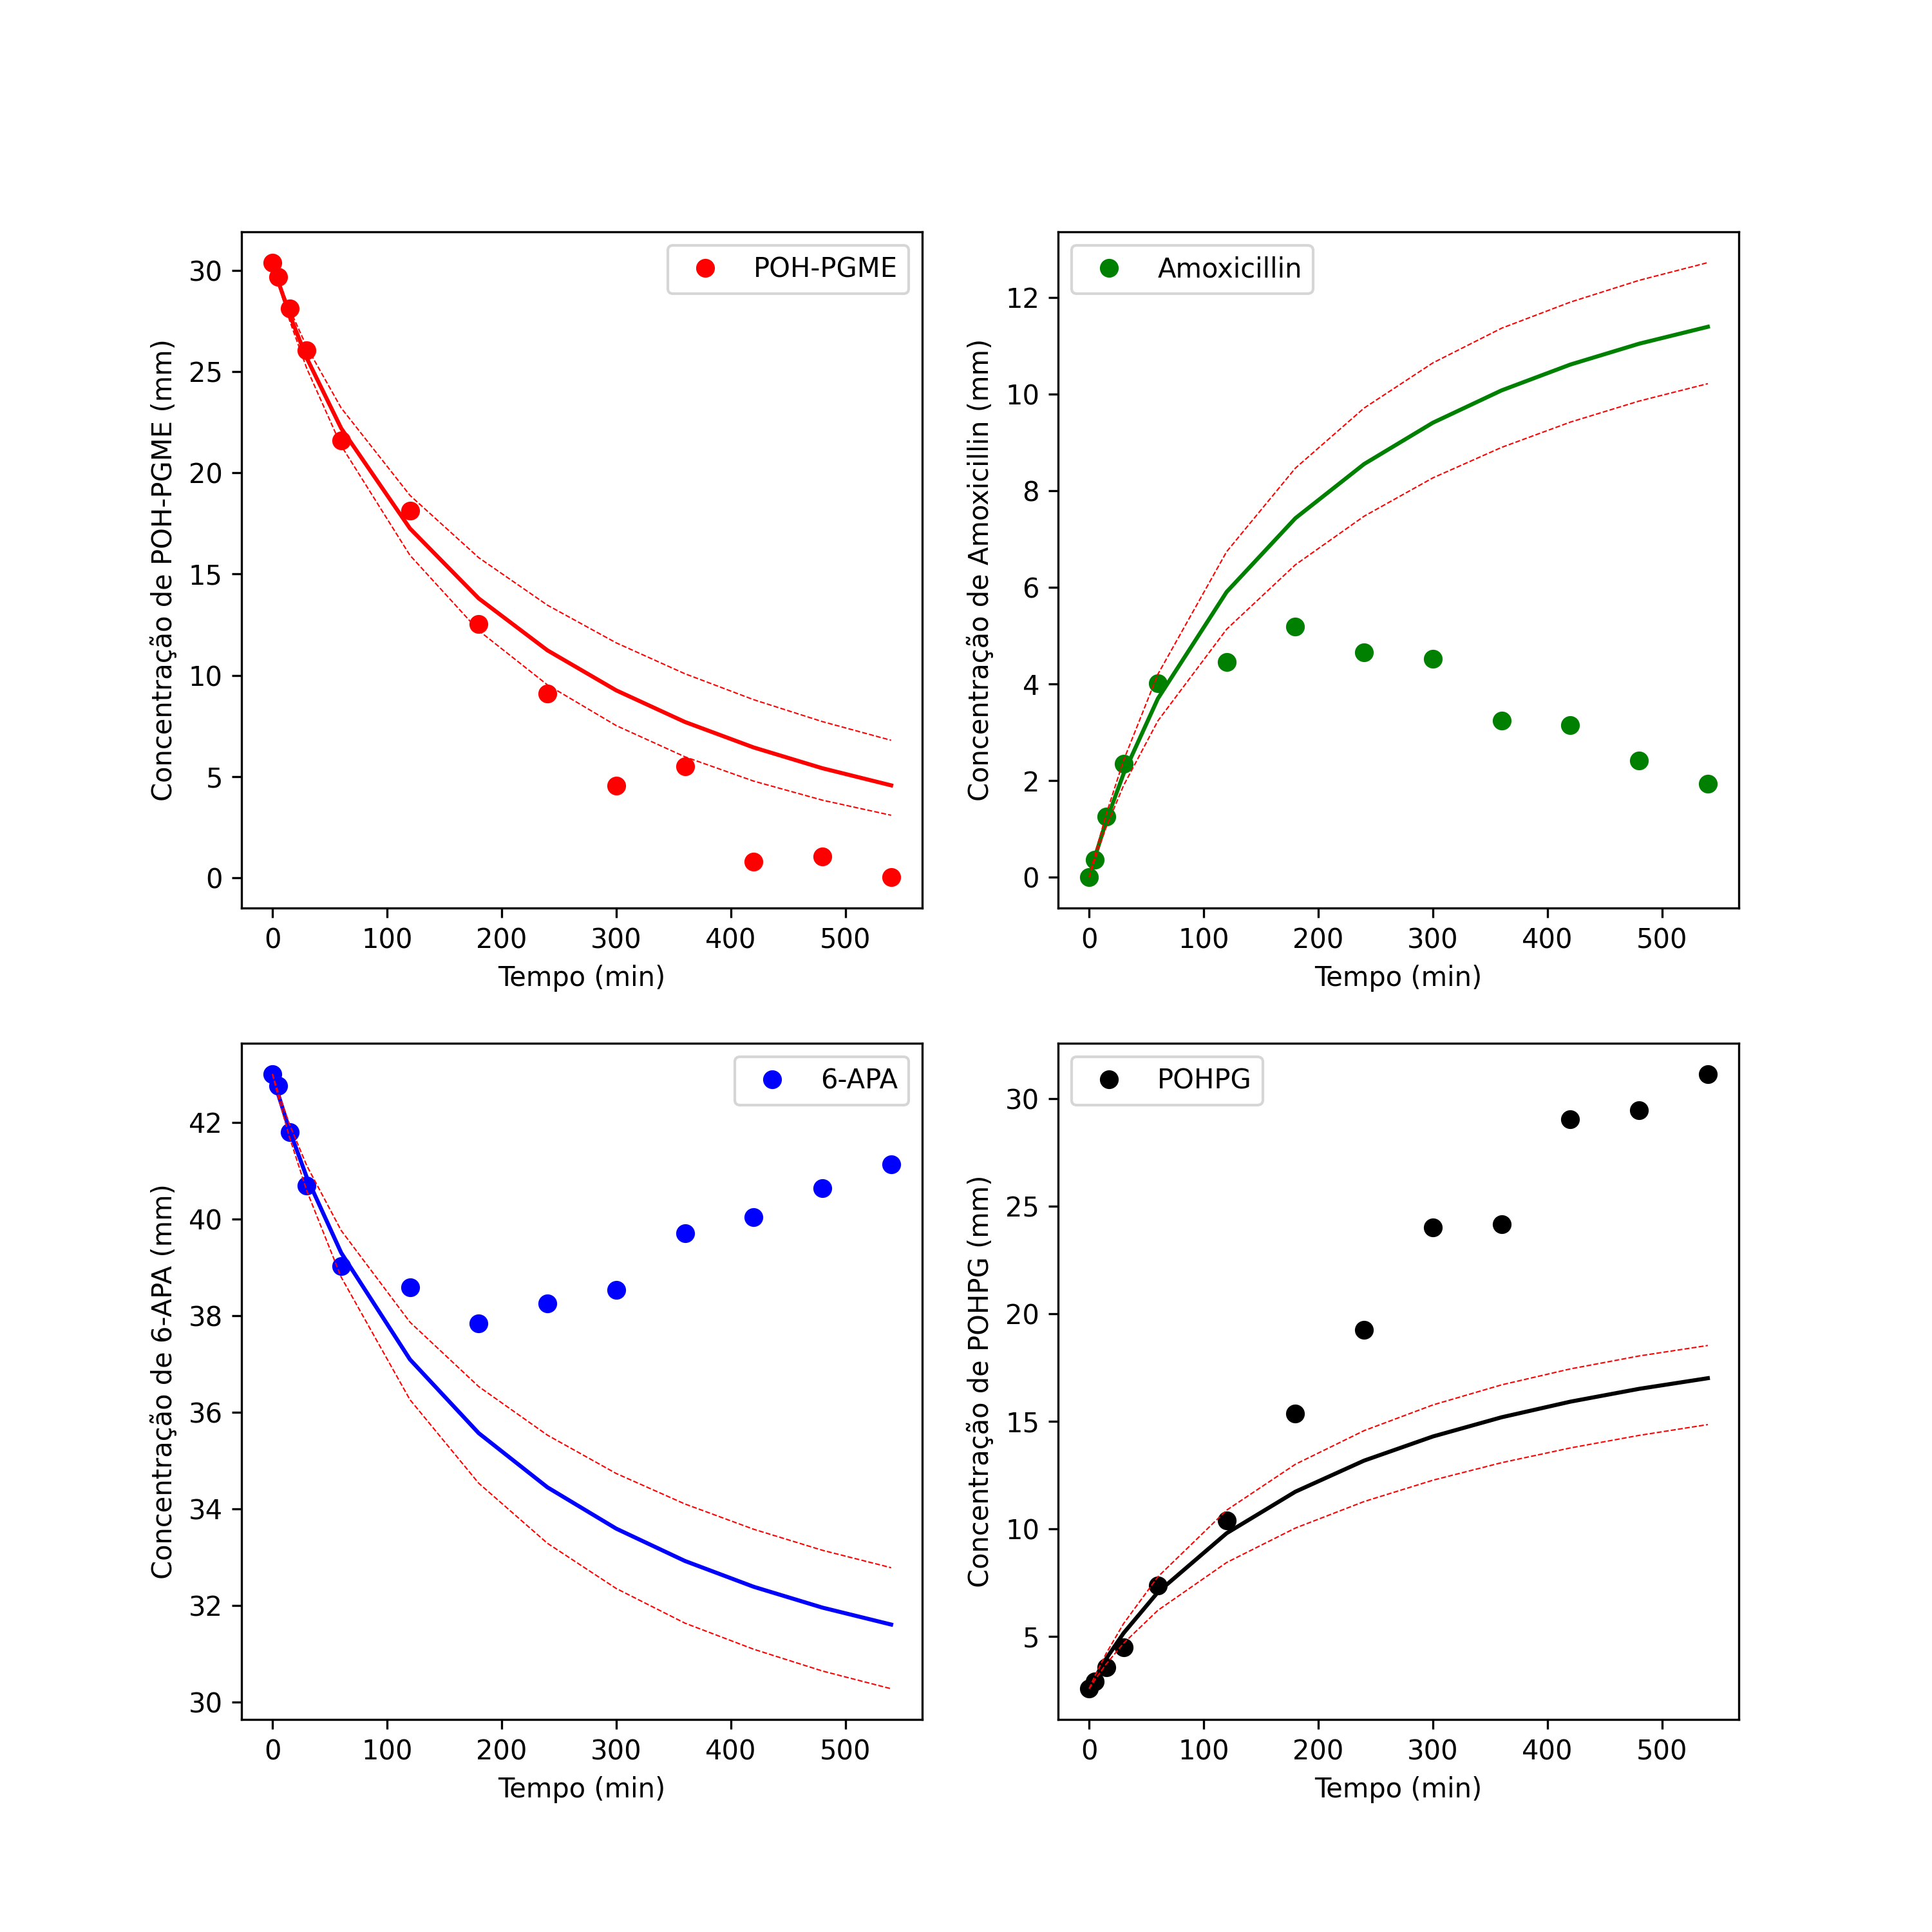 POH-PGME
Concentração de POH-PGME (mm)
30
25
20
15
10
5
0
0 100 200 300 400 500
Tempo (min)
Amoxicillin
Concentração de Amoxicillin (mm)
12
10
8
6
4
2
0
0 100 200 300 400 500
Tempo (min)
6-APA
Concentração de 6-APA (mm)
42
40
38
36
34
32
30
0 100 200 300 400 500
Tempo (min)
POHPG
Concentração de POHPG (mm)
30
25
20
15
10
5
0 100 200 300 400 500
Tempo (min)